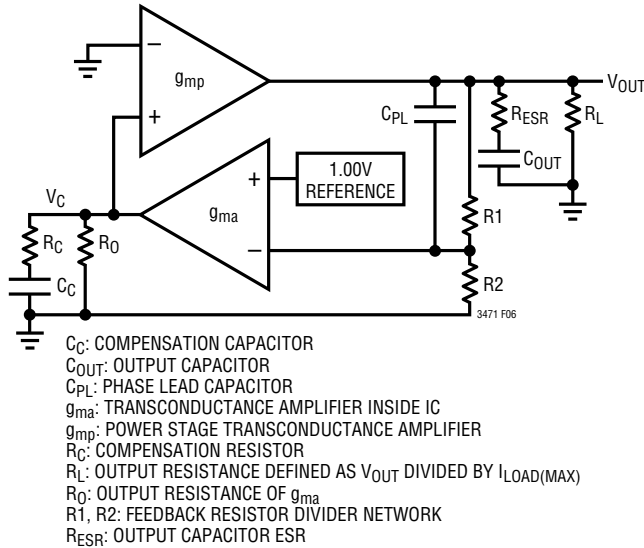 −
g_mp
+
V_OUT
C_PL
R_ESR
R_L
C_OUT
1.00V
REFERENCE
+
g_ma
−
V_C
R_C
R_O
C_C
R1
R2
3471 F06
C_C: COMPENSATION CAPACITOR
C_OUT: OUTPUT CAPACITOR
C_PL: PHASE LEAD CAPACITOR
g_ma: TRANSCONDUCTANCE AMPLIFIER INSIDE IC
g_mp: POWER STAGE TRANSCONDUCTANCE AMPLIFIER
R_C: COMPENSATION RESISTOR
R_L: OUTPUT RESISTANCE DEFINED AS V_OUT DIVIDED BY I_LOAD(MAX)
R_O: OUTPUT RESISTANCE OF g_ma
R1, R2: FEEDBACK RESISTOR DIVIDER NETWORK
R_ESR: OUTPUT CAPACITOR ESR